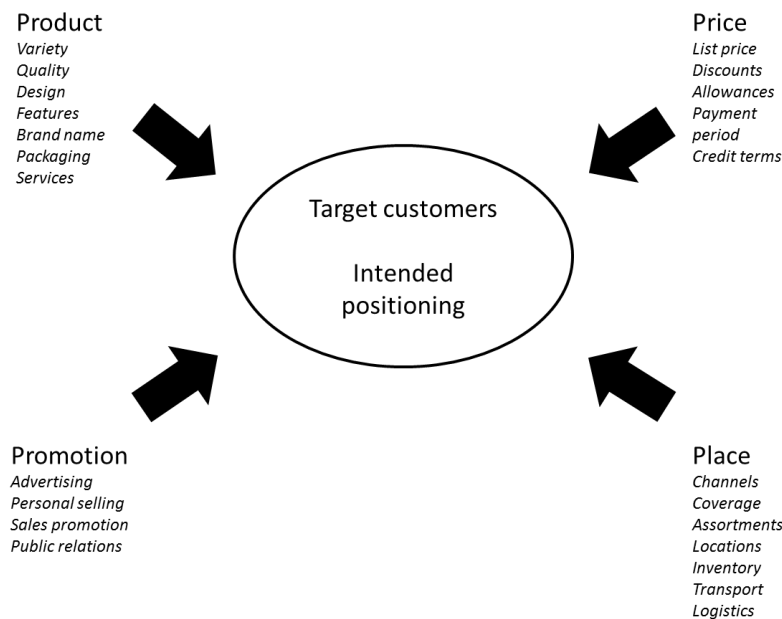 Product
Variety
Quality
Design
Features
Brand name
Packaging
Services
Price
List price
Discounts
Allowances
Payment
period
Credit terms
Target customers
Intended
positioning
Promotion
Advertising
Personal selling
Sales promotion
Public relations
Place
Channels
Coverage
Assortments
Locations
Inventory
Transport
Logistics